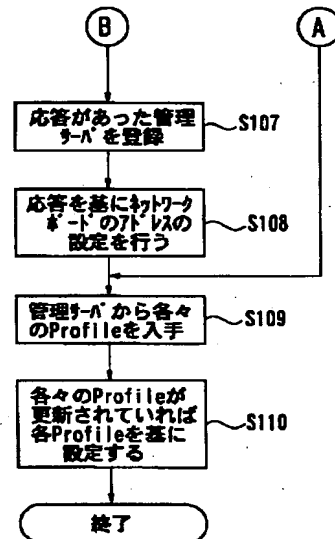 B
A
応答があった管理
サーバを登録
S107
応答を基にネットワーク
ボードのアドレスの
設定を行う
S108
管理サーバから各々
のProfileを入手
S109
各々のProfileが
更新されていれば
各Profileを基に
設定する
S110
終了